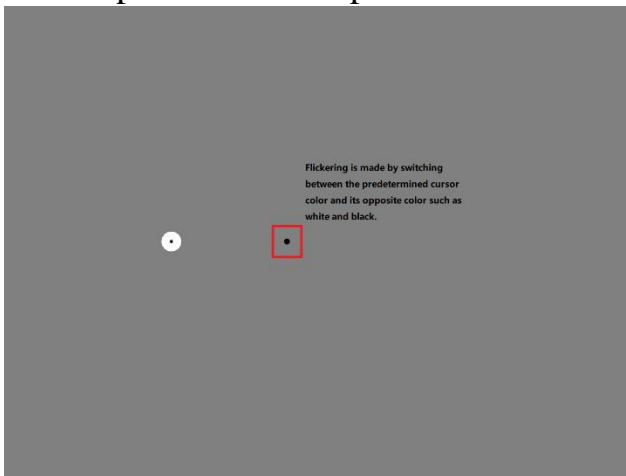 Flickering is made by switching
between the predetermined cursor
color and its opposite color such as
white and black.